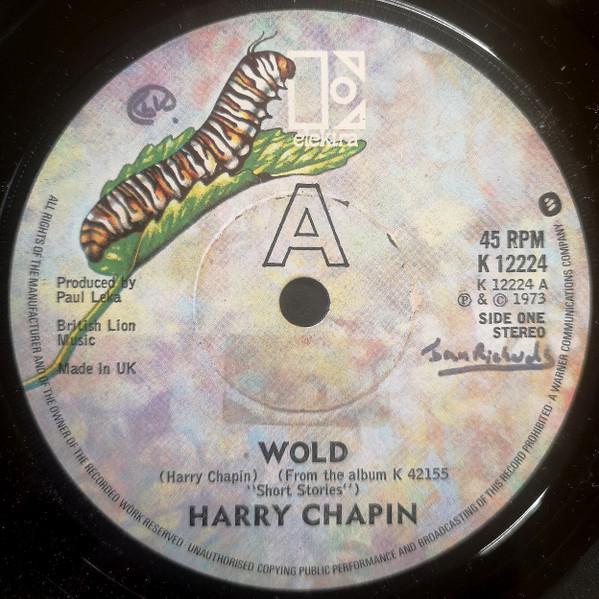 elektra
A
45 RPM
K 12224
K 12224 A
Ⓟ & © 1973
SIDE ONE
STEREO
Produced by
Paul Leka
British Lion
Music
Made In UK
WOLD
(Harry Chapin) (From the album K 42155
"Short Stories")
HARRY CHAPIN
ALL RIGHTS OF THE MANUFACTURER AND OF THE OWNER OF THE RECORDED WORK RESERVED. UNAUTHORISED COPYING PUBLIC PERFORMANCE AND BROADCASTING OF THIS RECORD PROHIBITED · A WARNER COMMUNICATIONS COMPANY